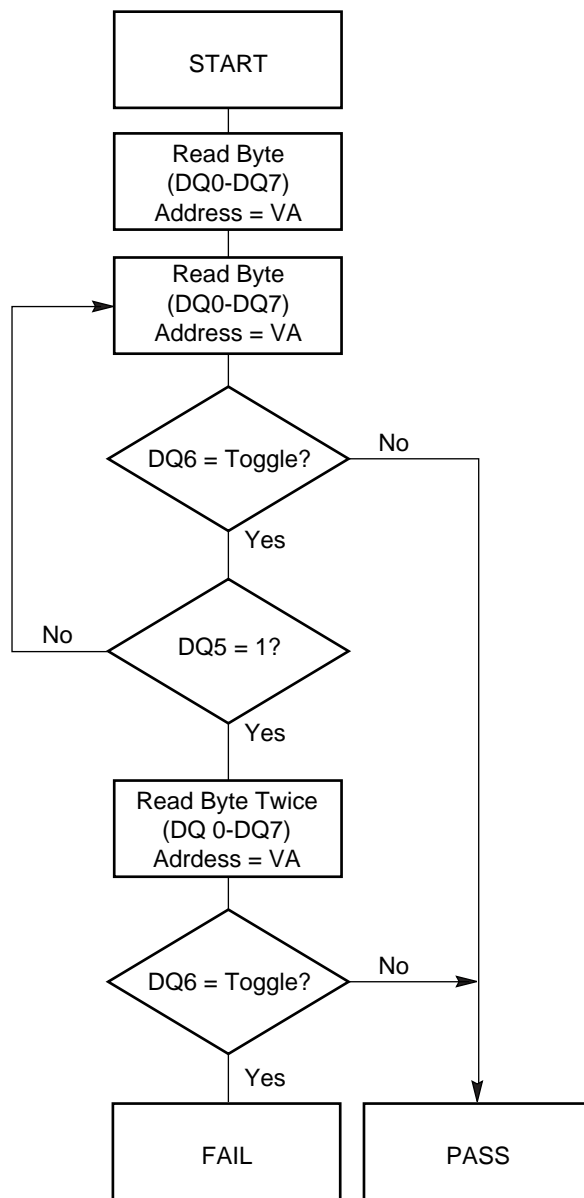 START
Read Byte
(DQ0-DQ7)
Address = VA
Read Byte
(DQ0-DQ7)
Address = VA
DQ6 = Toggle?
No
Yes
No
DQ5 = 1?
Yes
Read Byte Twice
(DQ 0-DQ7)
Adrdess = VA
DQ6 = Toggle?
No
Yes
FAIL
PASS